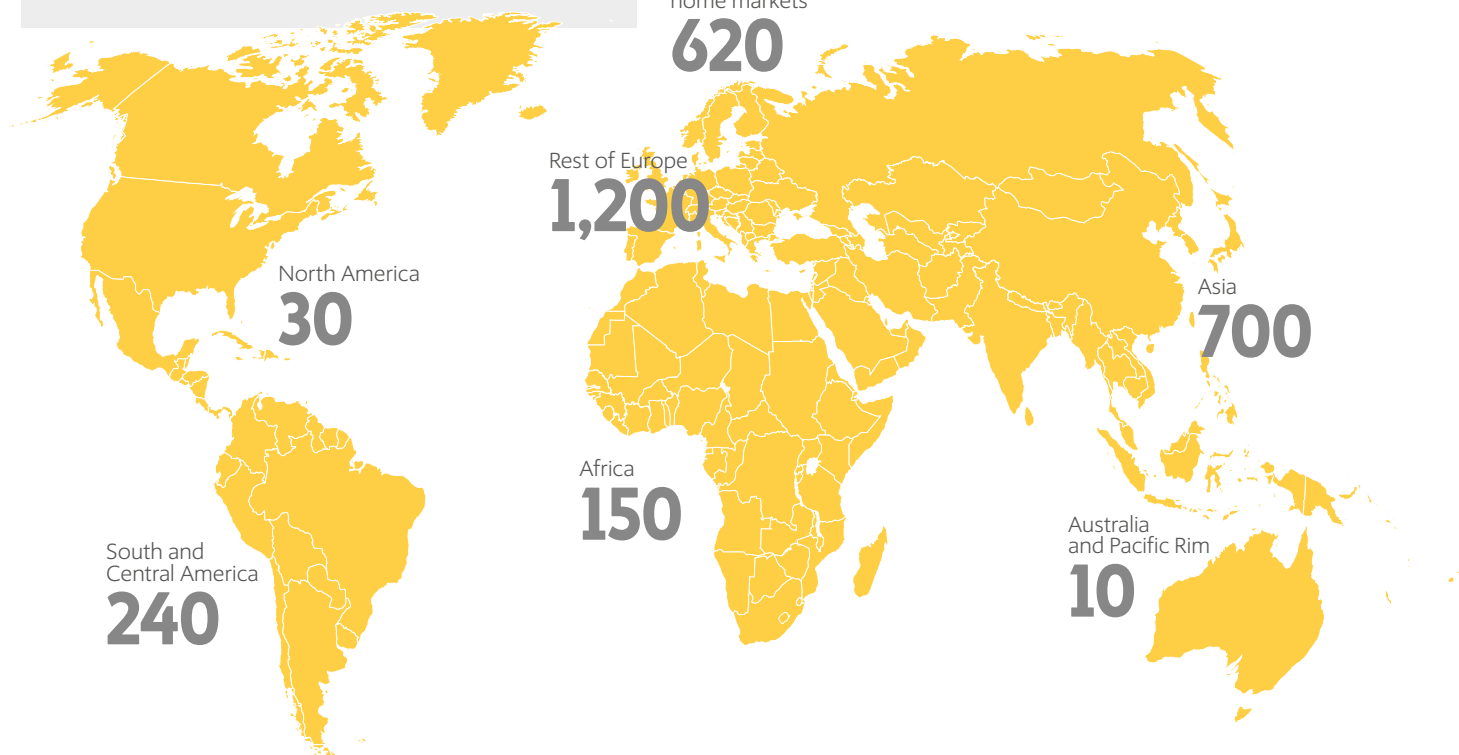 home markets
620
Rest of Europe
1,200
North America
30
Asia
700
Africa
150
Australia
and Pacific Rim
10
South and
Central America
240